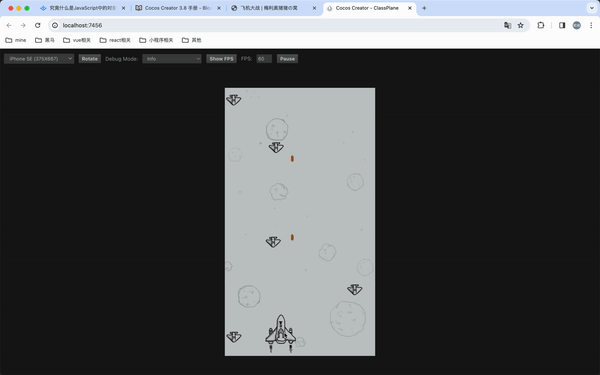 究竟什么是JavaScript中的对象
Cocos Creator 3.8 手册 - Bloc
飞机大战 | 梅利奥猪猪の窝
Cocos Creator - ClassPlane
localhost:7456
mine
黑马
vue相关
react相关
小程序相关
其他
iPhone SE (375X667)
Rotate
Debug Mode:
Info
Show FPS
FPS:
60
Pause